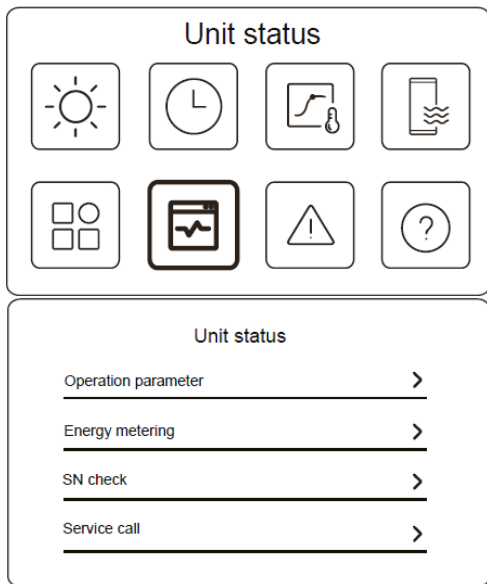 Unit status
?
Unit status
Operation parameter
Energy metering
SN check
Service call